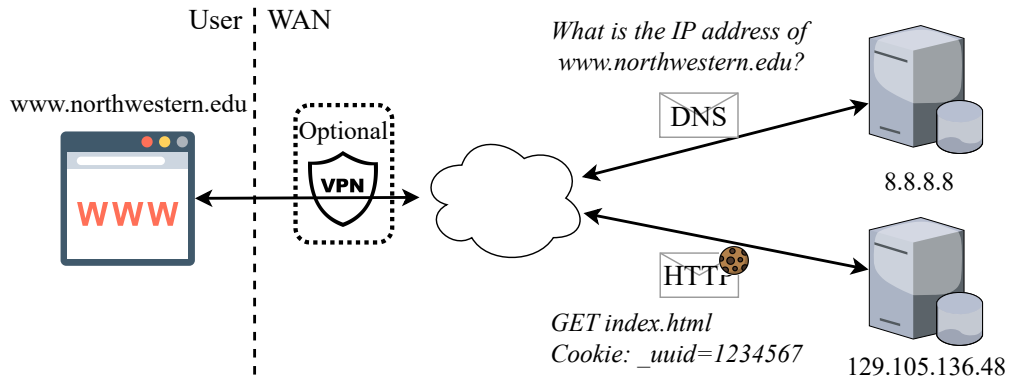 User
WAN
www.northwestern.edu
WWW
Optional
VPN
What is the IP address of
www.northwestern.edu?
DNS
8.8.8.8
HTTP
GET index.html
Cookie: _uuid=1234567
129.105.136.48